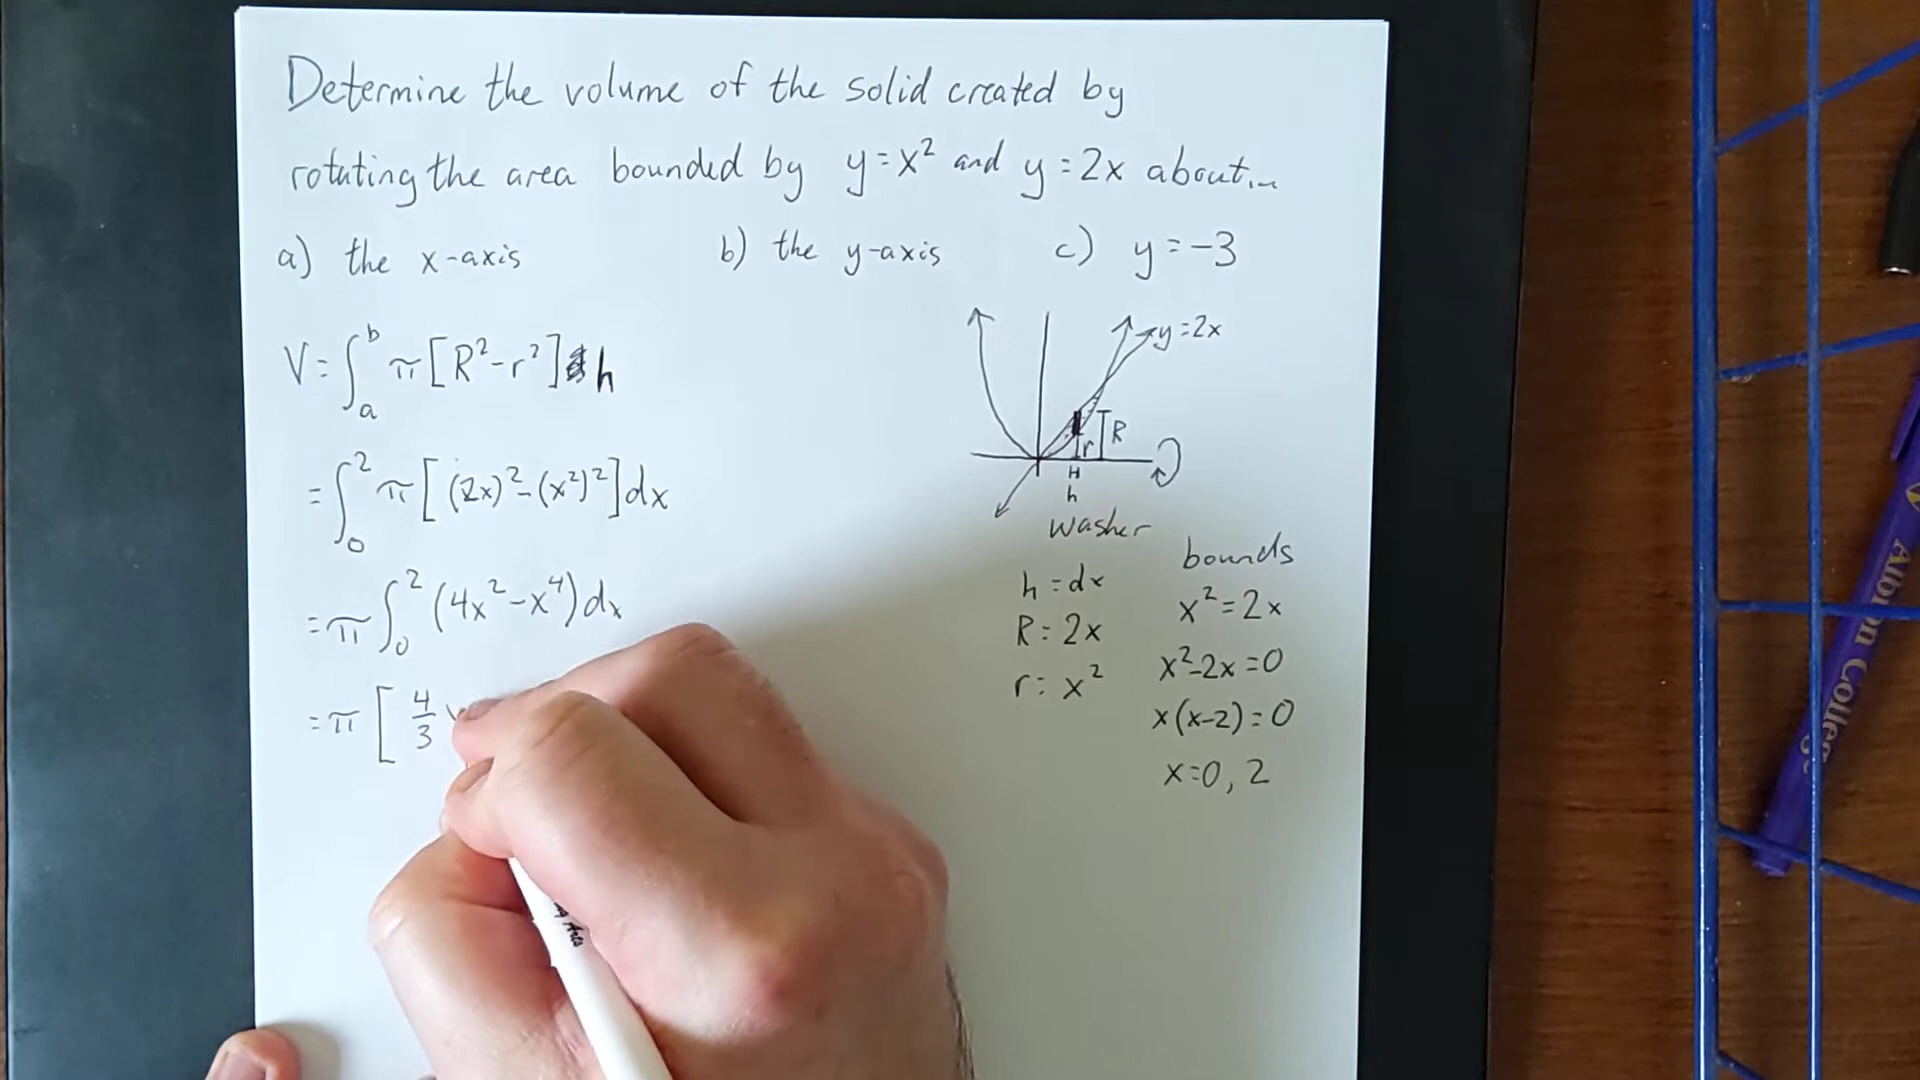 Determine the volume of the solid created by
rotating the area bounded by y=x² and y=2x about...
a) the x-axis b) the y-axis c) y=-3
V=∫ₐᵇ π[R²-r²]h
=∫₀² π[(2x)²-(x²)²]dx
=π∫₀² (4x²-x⁴)dx
=π[4/3
y=2x
R
r
h
washer
h=dx
R=2x
r=x²
bounds
x²=2x
x²-2x=0
x(x-2)=0
x=0,2
Albion College